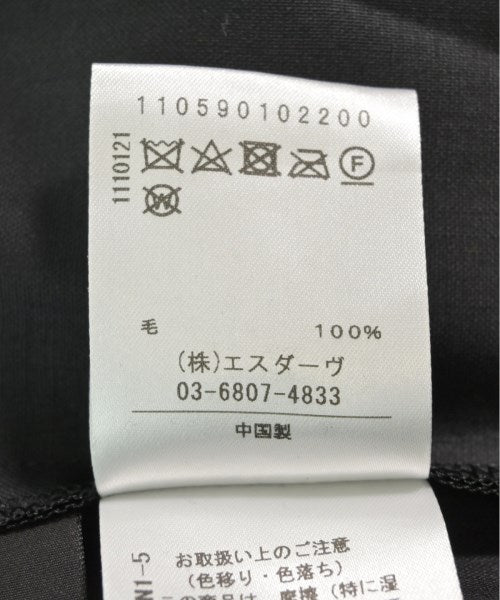 110590102200
1110121
F
W
毛 100%
(株)エスダーヴ
03-6807-4833
中国製
N1-5
お取扱い上のご注意
(色移り・色落ち)
この商品は、摩擦(特に湿